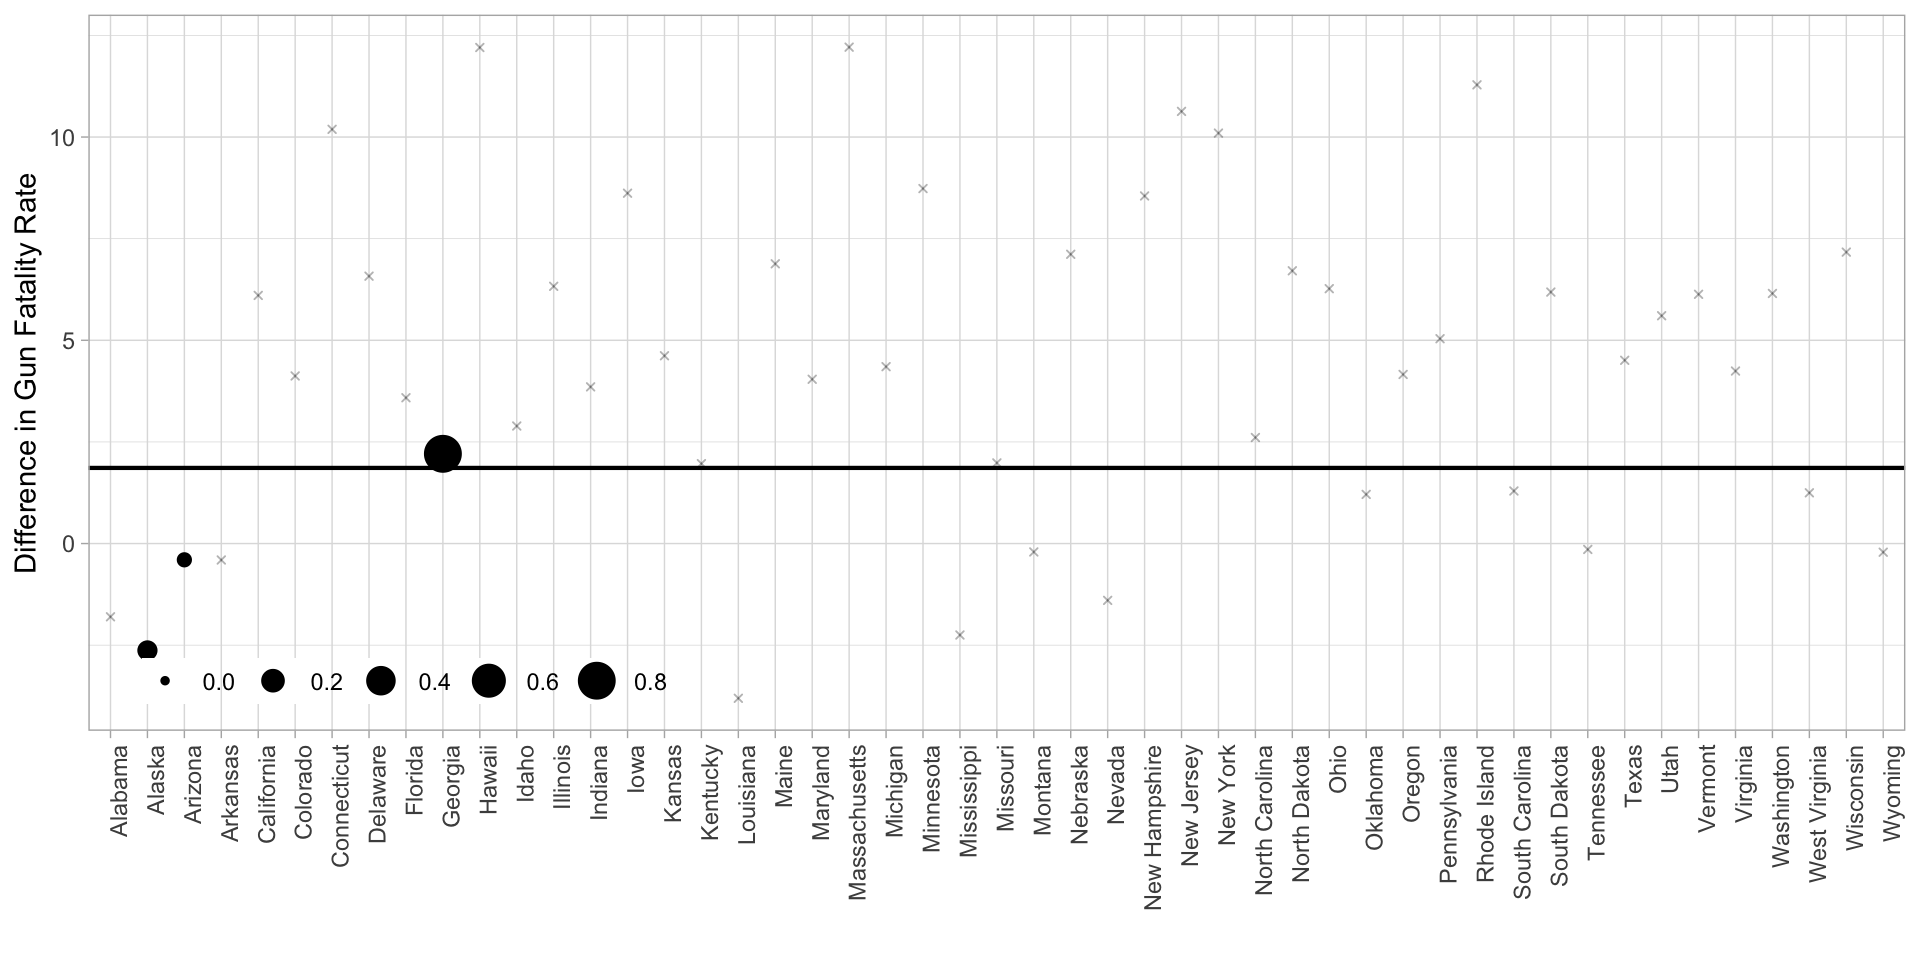 Difference in Gun Fatality Rate
10
5
0
0.0 0.2 0.4 0.6 0.8
Alabama
Alaska
Arizona
Arkansas
California
Colorado
Connecticut
Delaware
Florida
Georgia
Hawaii
Idaho
Illinois
Indiana
Iowa
Kansas
Kentucky
Louisiana
Maine
Maryland
Massachusetts
Michigan
Minnesota
Mississippi
Missouri
Montana
Nebraska
Nevada
New Hampshire
New Jersey
New York
North Carolina
North Dakota
Ohio
Oklahoma
Oregon
Pennsylvania
Rhode Island
South Carolina
South Dakota
Tennessee
Texas
Utah
Vermont
Virginia
Washington
West Virginia
Wisconsin
Wyoming